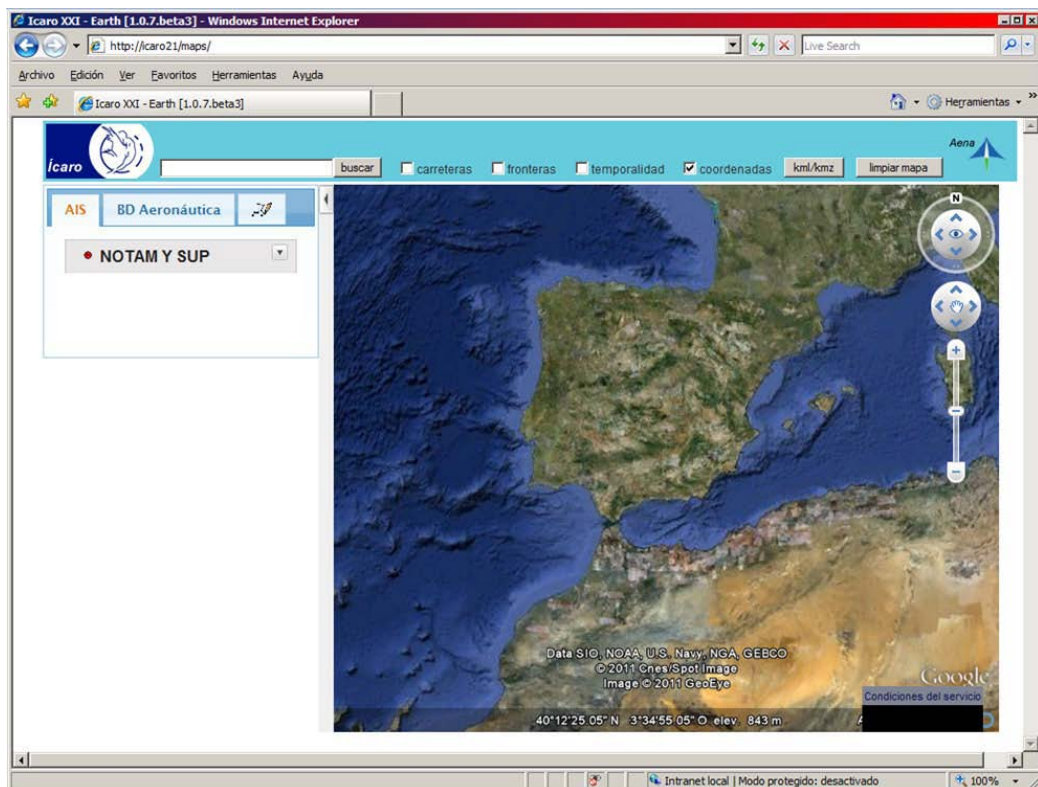 Icaro XXI - Earth [1.0.7.beta3] - Windows Internet Explorer
http://icaro21/maps/
Live Search
Archivo Edición Ver Favoritos Herramientas Ayuda
Icaro XXI - Earth [1.0.7.beta3]
Herramientas
Ícaro
buscar
carreteras
fronteras
temporalidad
coordenadas
kml/kmz
limpiar mapa
Aena
AIS
BD Aeronáutica
NOTAM Y SUP
N
Data SIO, NOAA, U.S. Navy, NGA, GEBCO
© 2011 Cnes/Spot Image
Image © 2011 GeoEye
Google
Condiciones del servicio
40°12'25.05" N 3°34'55.05" O elev. 843 m
Intranet local | Modo protegido: desactivado
100%